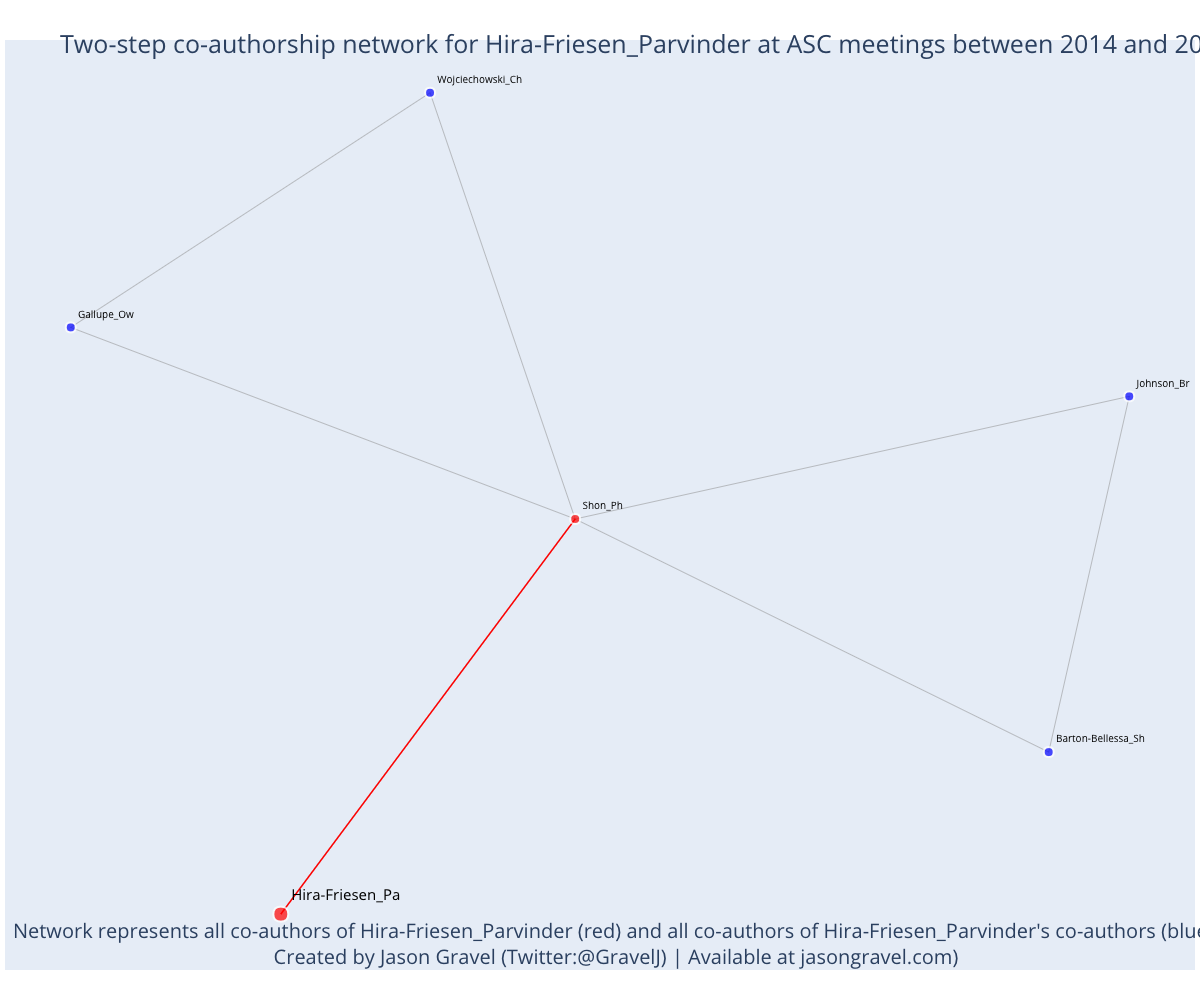 Two-step co-authorship network for Hira-Friesen_Parvinder at ASC meetings between 2014 and 20
Wojciechowski_Ch
Gallupe_Ow
Johnson_Br
Shon_Ph
Barton-Bellessa_Sh
Hira-Friesen_Pa
Network represents all co-authors of Hira-Friesen_Parvinder (red) and all co-authors of Hira-Friesen_Parvinder's co-authors (blue
Created by Jason Gravel (Twitter:@GravelJ) | Available at jasongravel.com)